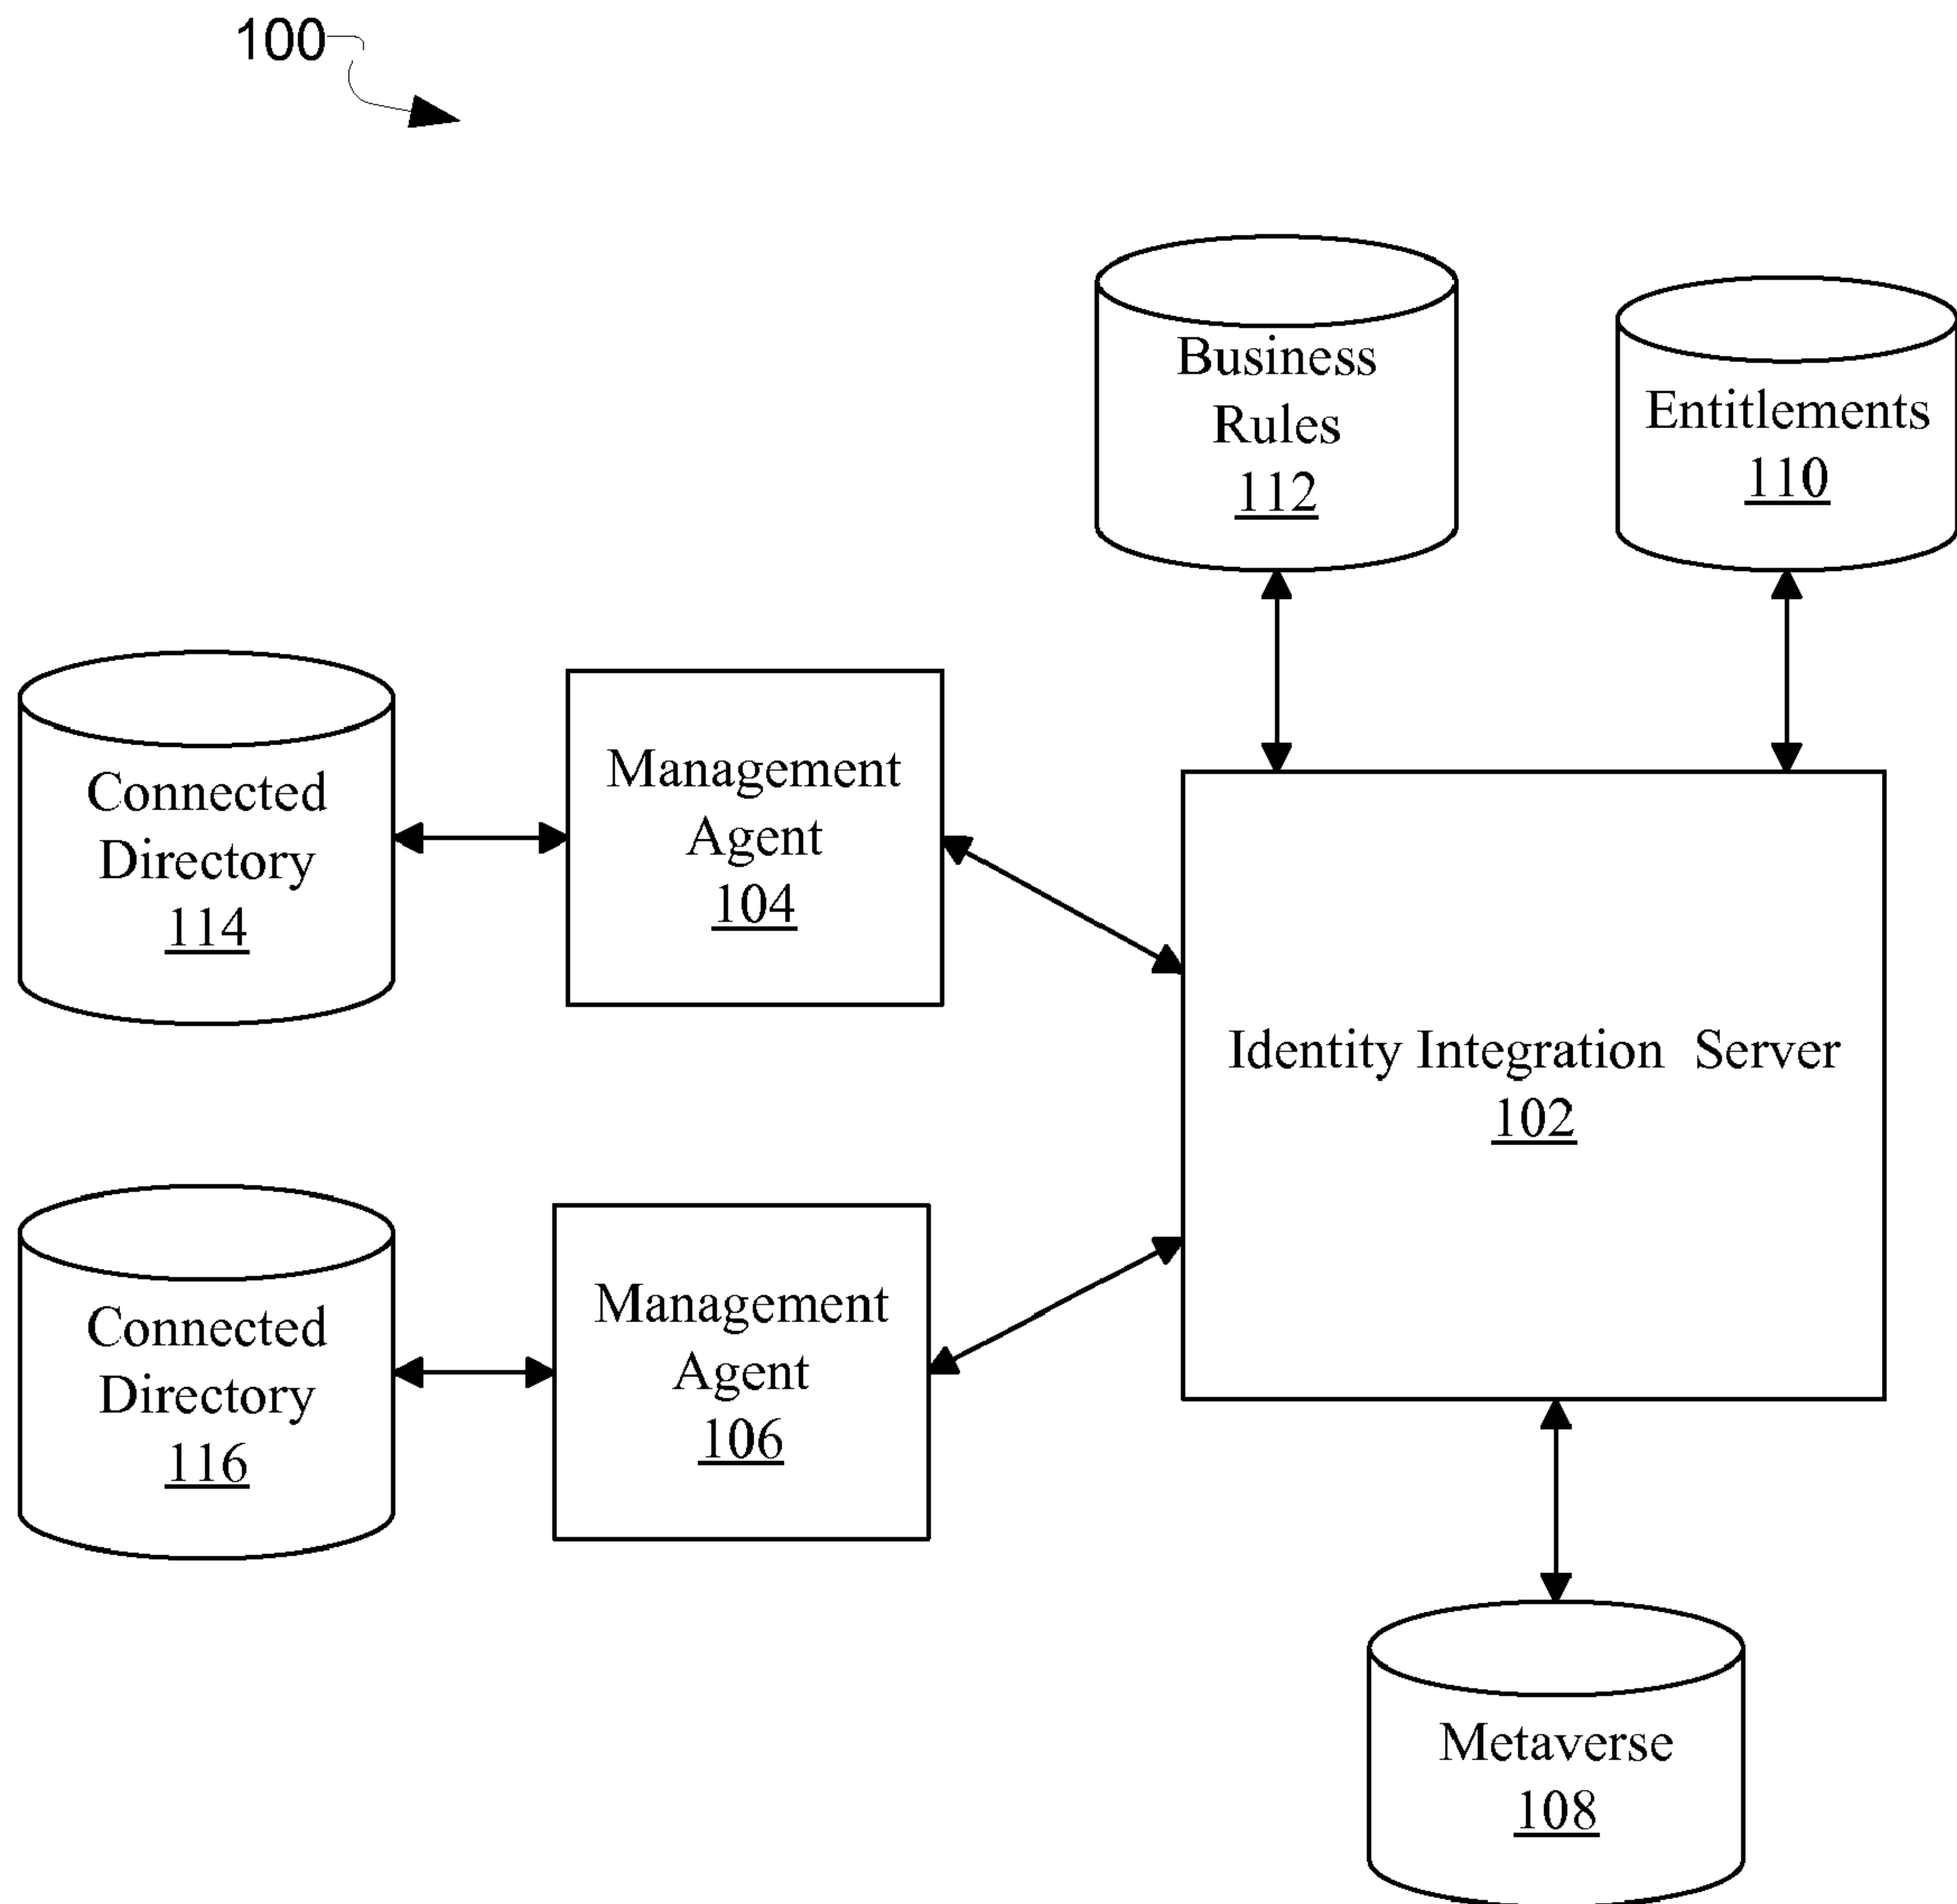 100
Business
Rules
112
Entitlements
110
Connected
Directory
114
Management
Agent
104
Identity Integration Server
102
Connected
Directory
116
Management
Agent
106
Metaverse
108